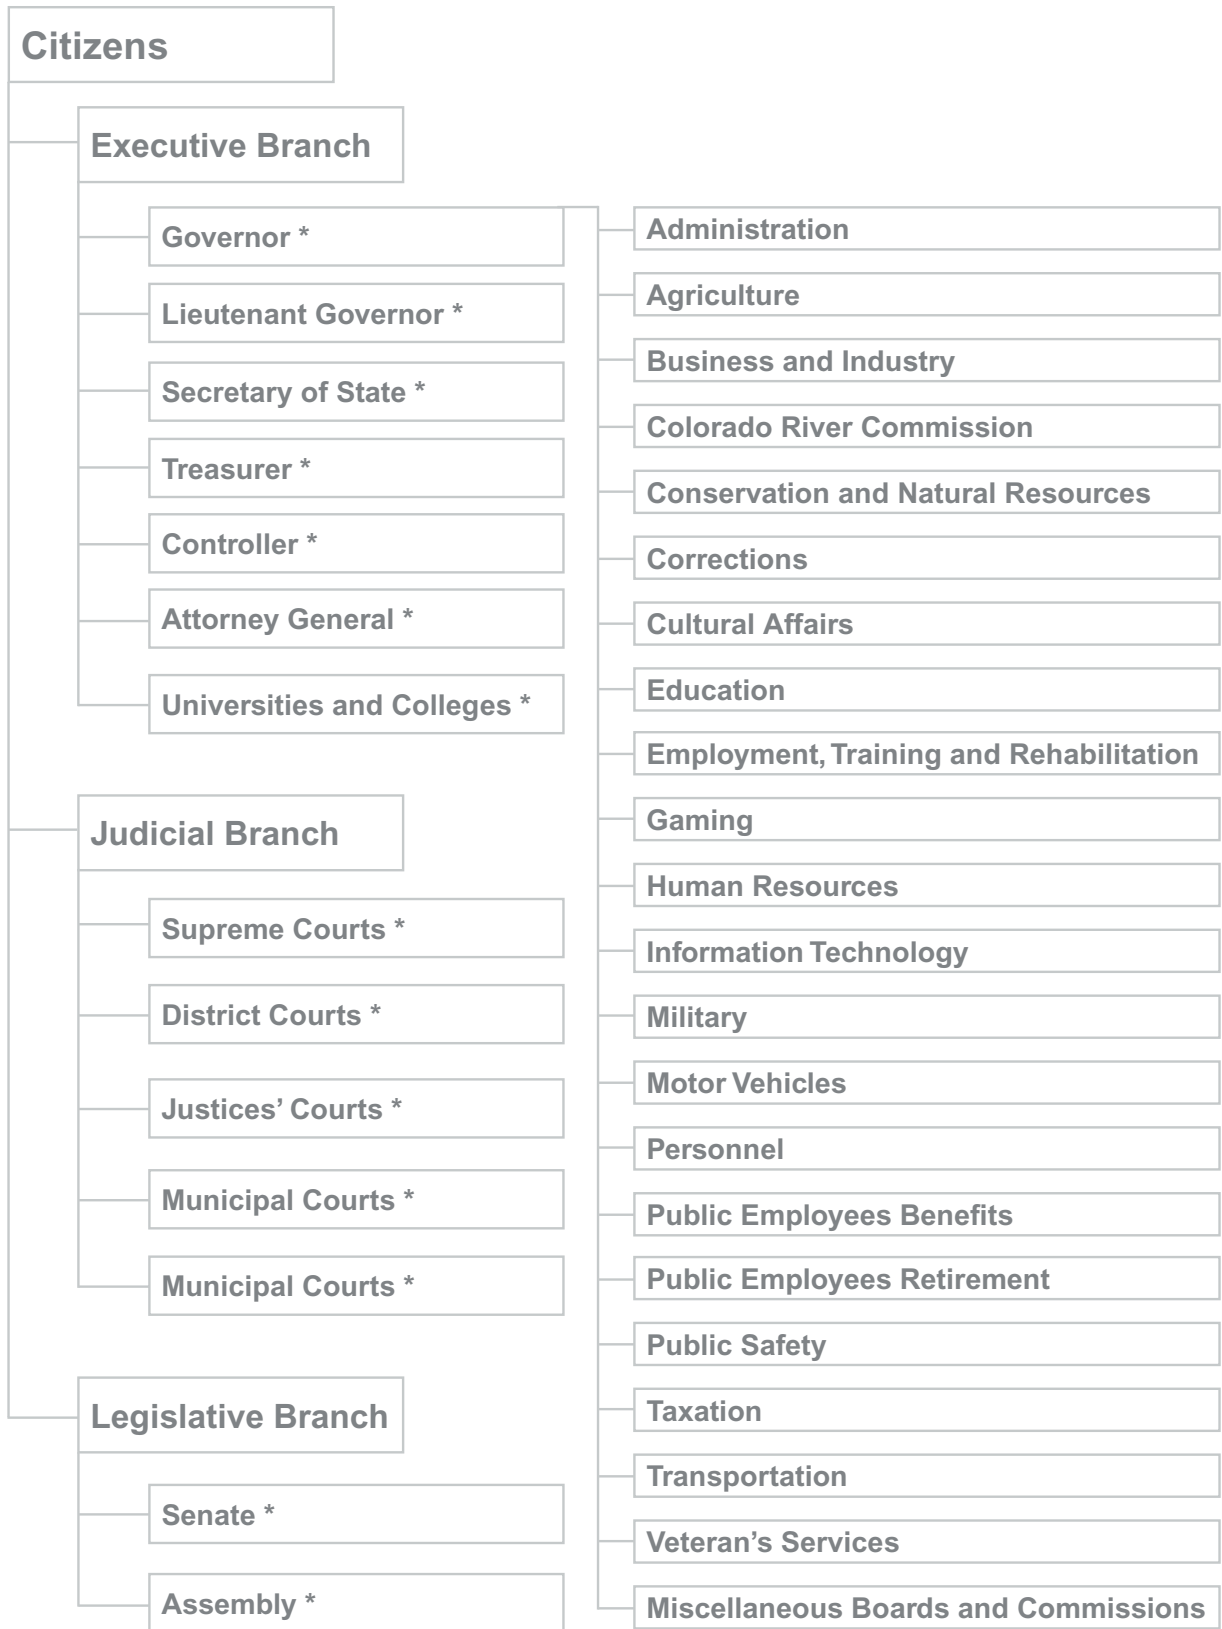 Citizens
Executive Branch
Governor *
Lieutenant Governor *
Secretary of State *
Treasurer *
Controller *
Attorney General *
Universities and Colleges *
Judicial Branch
Supreme Courts *
District Courts *
Justices’ Courts *
Municipal Courts *
Municipal Courts *
Legislative Branch
Senate *
Assembly *
Administration
Agriculture
Business and Industry
Colorado River Commission
Conservation and Natural Resources
Corrections
Cultural Affairs
Education
Employment, Training and Rehabilitation
Gaming
Human Resources
Information Technology
Military
Motor Vehicles
Personnel
Public Employees Benefits
Public Employees Retirement
Public Safety
Taxation
Transportation
Veteran’s Services
Miscellaneous Boards and Commissions